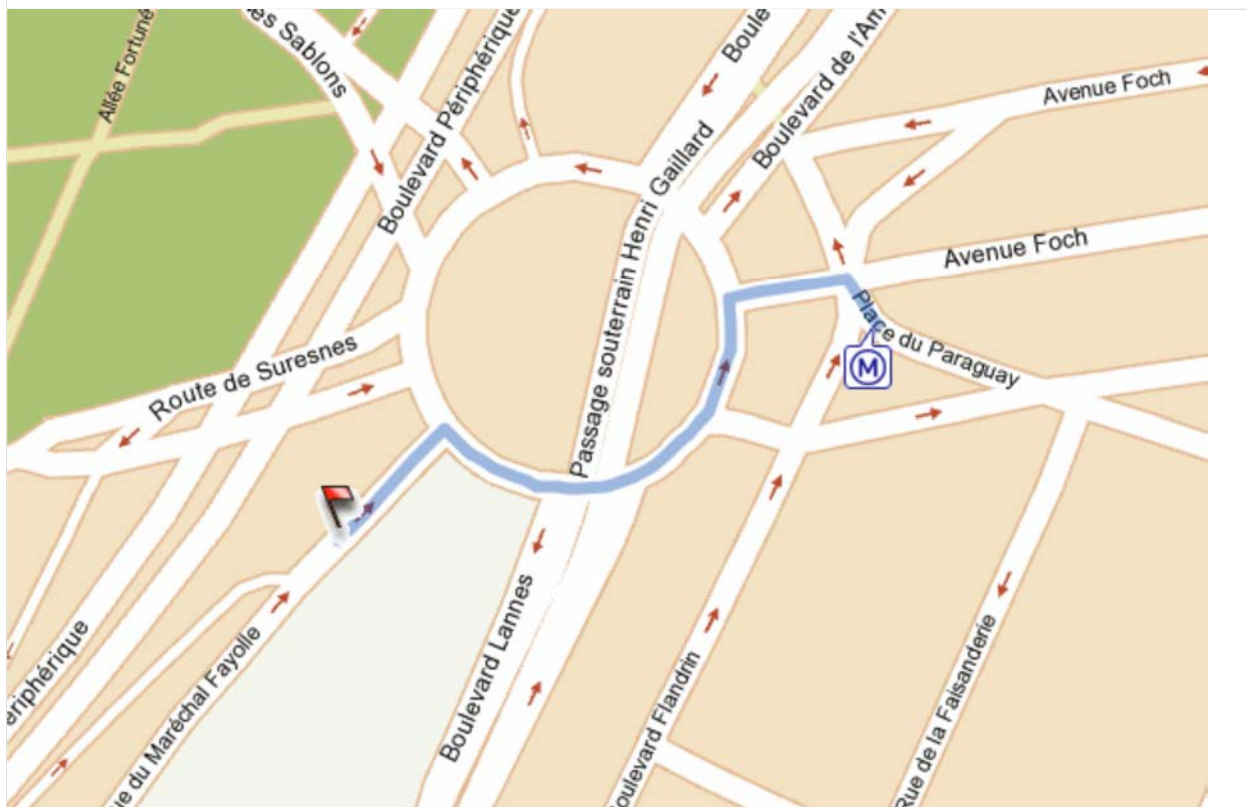 es Sablons
Allée Fortuné
Boulevard Périphérique
Boule
Boulevard de l'Am
Avenue Foch
Passage souterrain Henri Gaillard
Avenue Foch
Place du Paraguay
M
Route de Suresnes
ériphérique
ue du Maréchal Fayolle
Boulevard Lannes
oulevard Flandrin
Rue de la Faisanderie